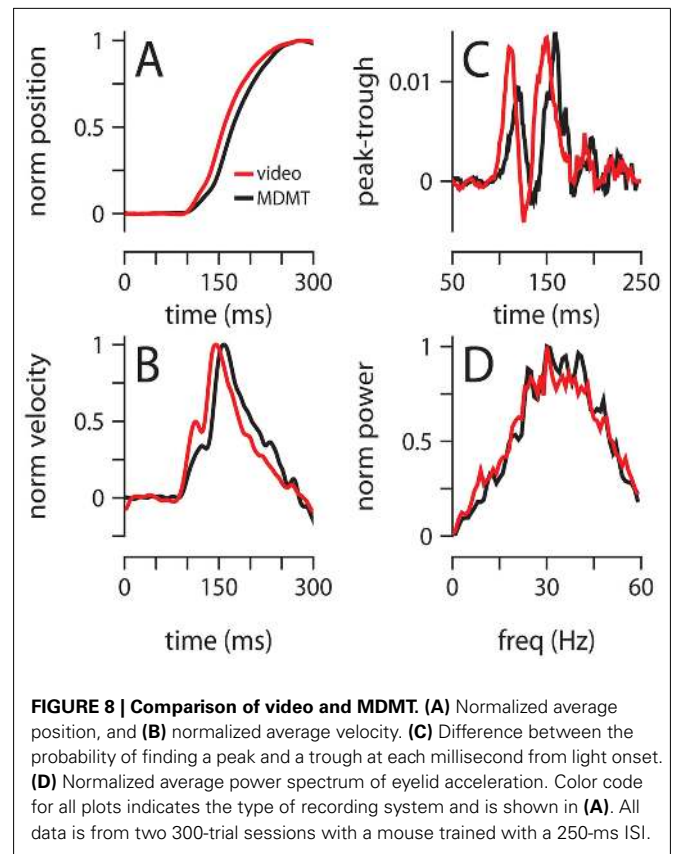 A
norm position
1
0.5
0
video
MDMT
0 150 300
time (ms)
C
peak-trough
0.01
0
50 150 250
time (ms)
B
norm velocity
1
0.5
0
0 150 300
time (ms)
D
norm power
1
0.5
0
0 30 60
freq (Hz)
FIGURE 8 | Comparison of video and MDMT. (A) Normalized average
position, and (B) normalized average velocity. (C) Difference between the
probability of finding a peak and a trough at each millisecond from light onset.
(D) Normalized average power spectrum of eyelid acceleration. Color code
for all plots indicates the type of recording system and is shown in (A). All
data is from two 300-trial sessions with a mouse trained with a 250-ms ISI.